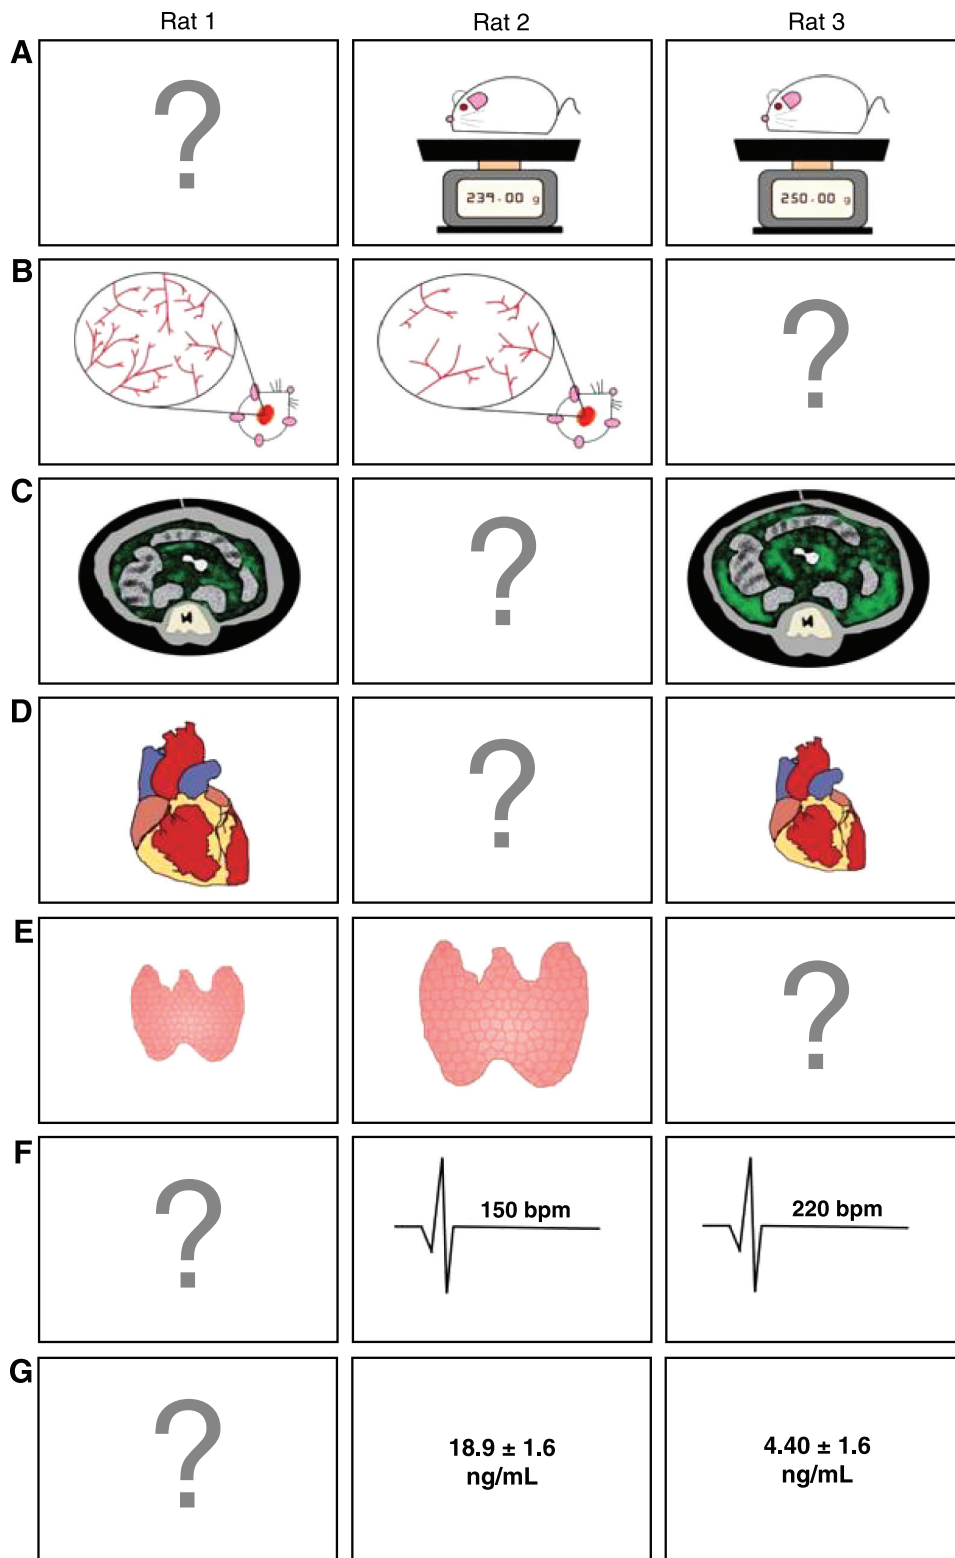 Rat 1 Rat 2 Rat 3
A
?
239.00 g
250.00 g
B
?
C
?
D
?
E
?
F
?
150 bpm
220 bpm
G
?
18.9 ± 1.6
ng/mL
4.40 ± 1.6
ng/mL